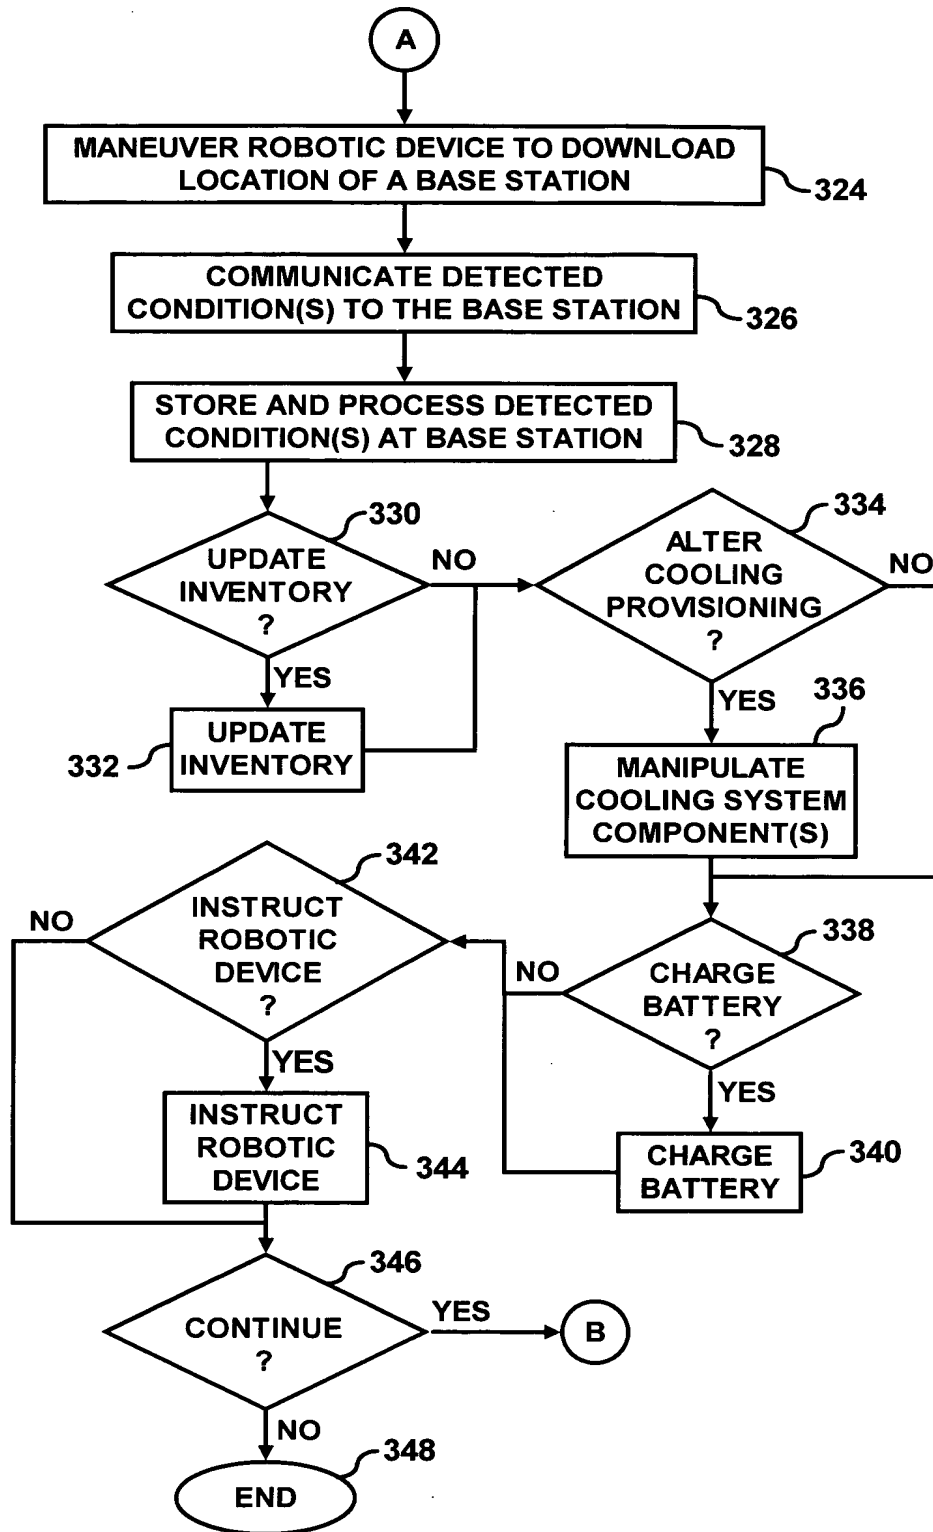 A
MANEUVER ROBOTIC DEVICE TO DOWNLOAD
LOCATION OF A BASE STATION
324
COMMUNICATE DETECTED
CONDITION(S) TO THE BASE STATION
326
STORE AND PROCESS DETECTED
CONDITION(S) AT BASE STATION
328
330
UPDATE
INVENTORY
?
NO
YES
332
UPDATE
INVENTORY
334
ALTER
COOLING
PROVISIONING
?
NO
YES
336
MANIPULATE
COOLING SYSTEM
COMPONENT(S)
338
CHARGE
BATTERY
?
NO
YES
340
CHARGE
BATTERY
342
INSTRUCT
ROBOTIC
DEVICE
?
NO
YES
INSTRUCT
ROBOTIC
DEVICE
344
346
CONTINUE
?
YES
B
NO
348
END